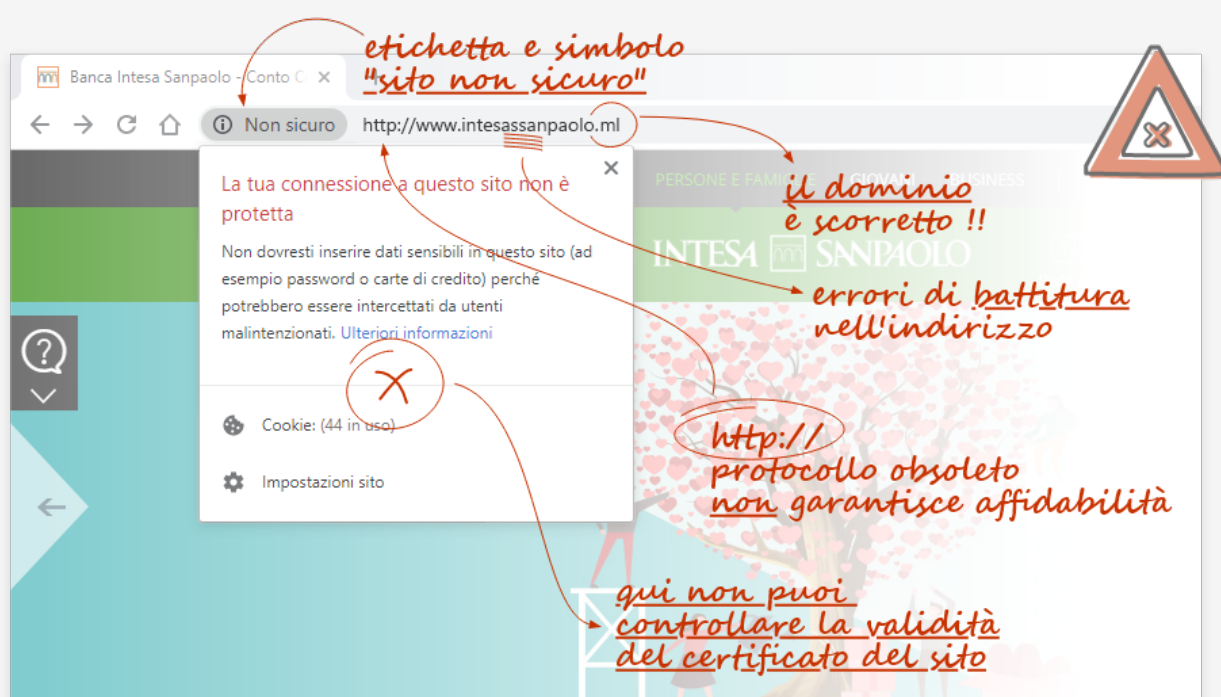 etichetta e simbolo
"sito non sicuro"
Banca Intesa Sanpaolo - Conto C
Non sicuro http://www.intesassanpaolo.ml
La tua connessione a questo sito non è
protetta
Non dovresti inserire dati sensibili in questo sito (ad
esempio password o carte di credito) perché
potrebbero essere intercettati da utenti
malintenzionati. Ulteriori informazioni
Cookie: (44 in uso)
Impostazioni sito
PERSONE E FAMIGLIE GIOVANI BUSINESS
il dominio
è scorretto !!
INTESA SANPAOLO
errori di battitura
nell'indirizzo
http://
protocollo obsoleto
non garantisce affidabilità
qui non puoi
controllare la validità
del certificato del sito